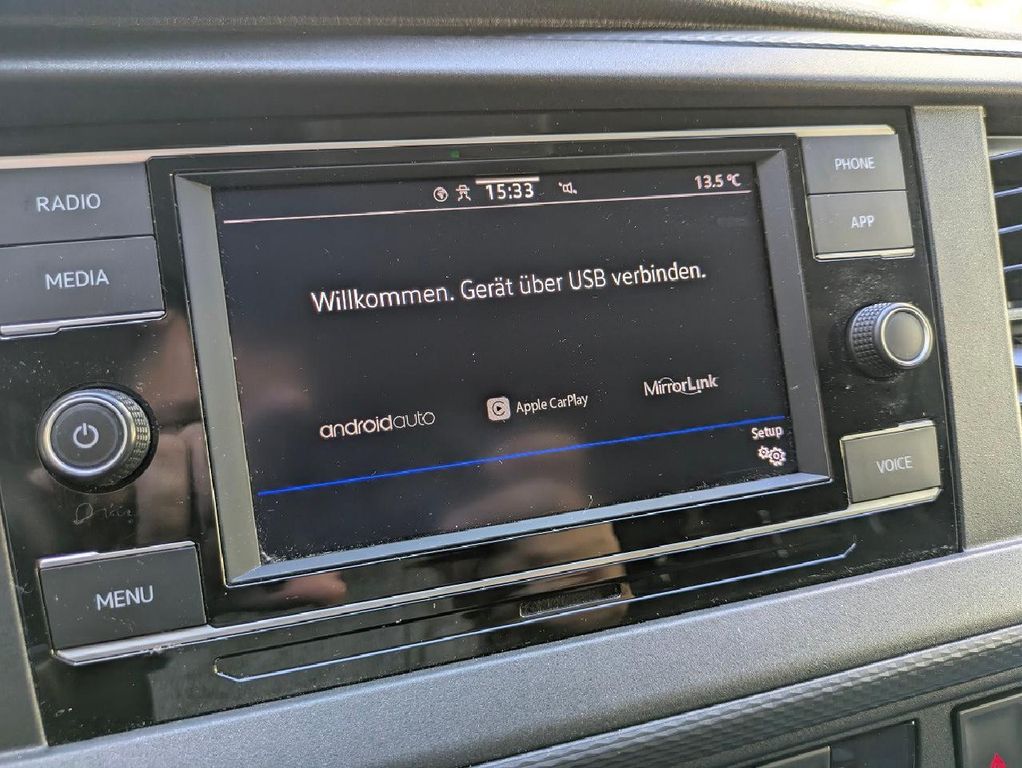 RADIO
MEDIA
MENU
15:33
13.5 °C
Willkommen. Gerät über USB verbinden.
androidauto
Apple CarPlay
MirrorLink
Setup
PHONE
APP
VOICE